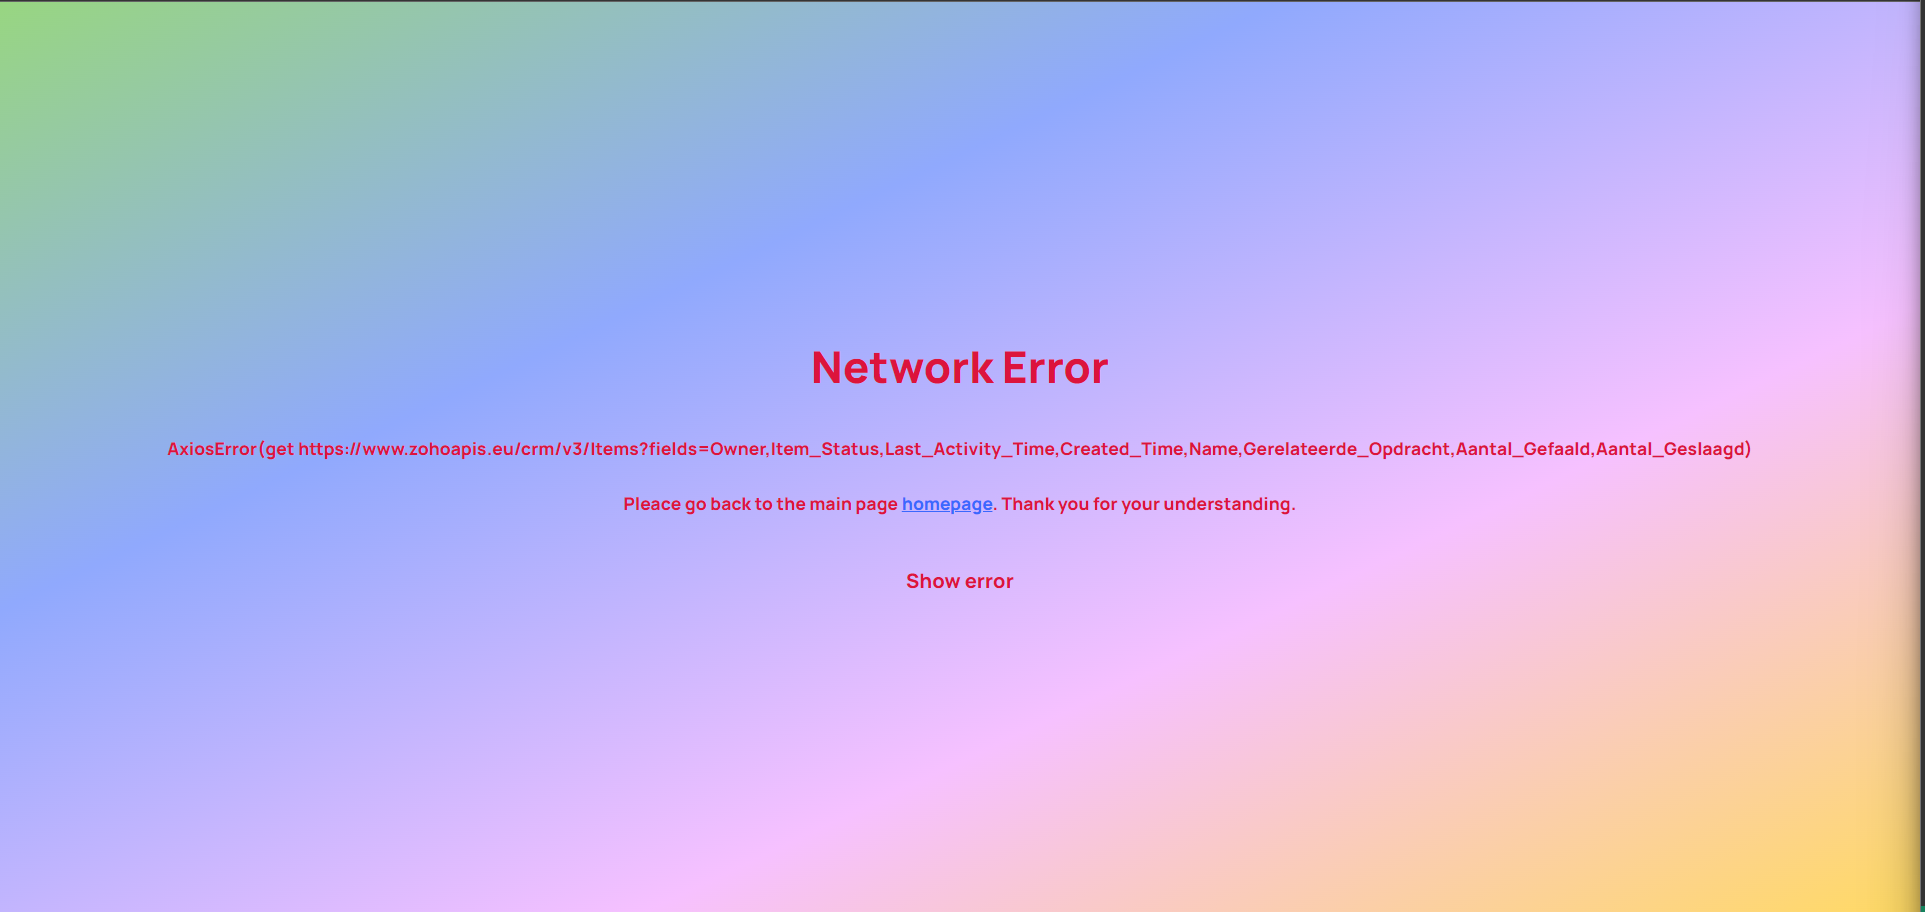 Network Error
AxiosError(get https://www.zohoapis.eu/crm/v3/Items?fields=Owner,Item_Status,Last_Activity_Time,Created_Time,Name,Gerelateerde_Opdracht,Aantal_Gefaald,Aantal_Geslaagd)
Pleace go back to the main page homepage. Thank you for your understanding.
Show error